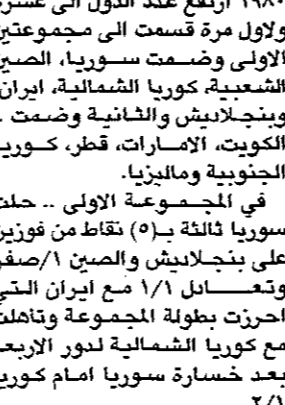 ١٩٨٠ ارتفع عدد الدول الى عشرة
ولاول مرة قسمت الى مجموعتين
الاولى وضمت سوريا، الصين
الشعبية، كوريا الشمالية، ايران
وبنجلاديش والثانية وضمت .
الكويت، الامارات، قطر، كوريا
الجنوبية وماليزيا.
في المجموعة الاولى .. حلت
سوريا ثالثة بـ(٥) نقاط من فوزين
على بنجلاديش والصين ١/صفر
وتعادل ١/١ مع ايران التي
احرزت بطولة المجموعة وتاهلت
مع كوريا الشمالية لدور الاربعة
بعد خسارة سوريا امام كوريا
٢/١